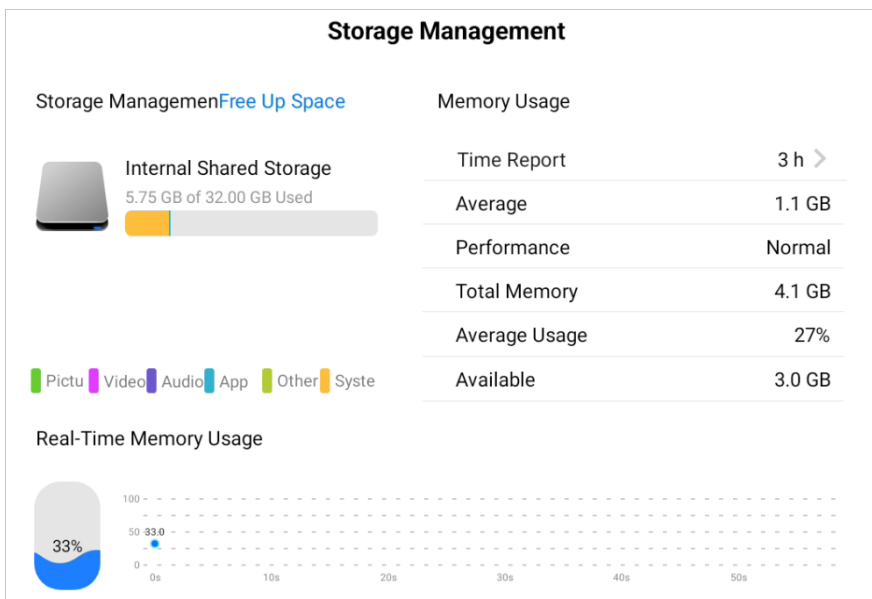 Storage Management
Storage ManagemenFree Up Space
Internal Shared Storage
5.75 GB of 32.00 GB Used
Pictu Video Audio App Other Syste
Memory Usage
Time Report 3 h
Average 1.1 GB
Performance Normal
Total Memory 4.1 GB
Average Usage 27%
Available 3.0 GB
Real-Time Memory Usage
33%
100
50 33.0
0
0s 10s 20s 30s 40s 50s